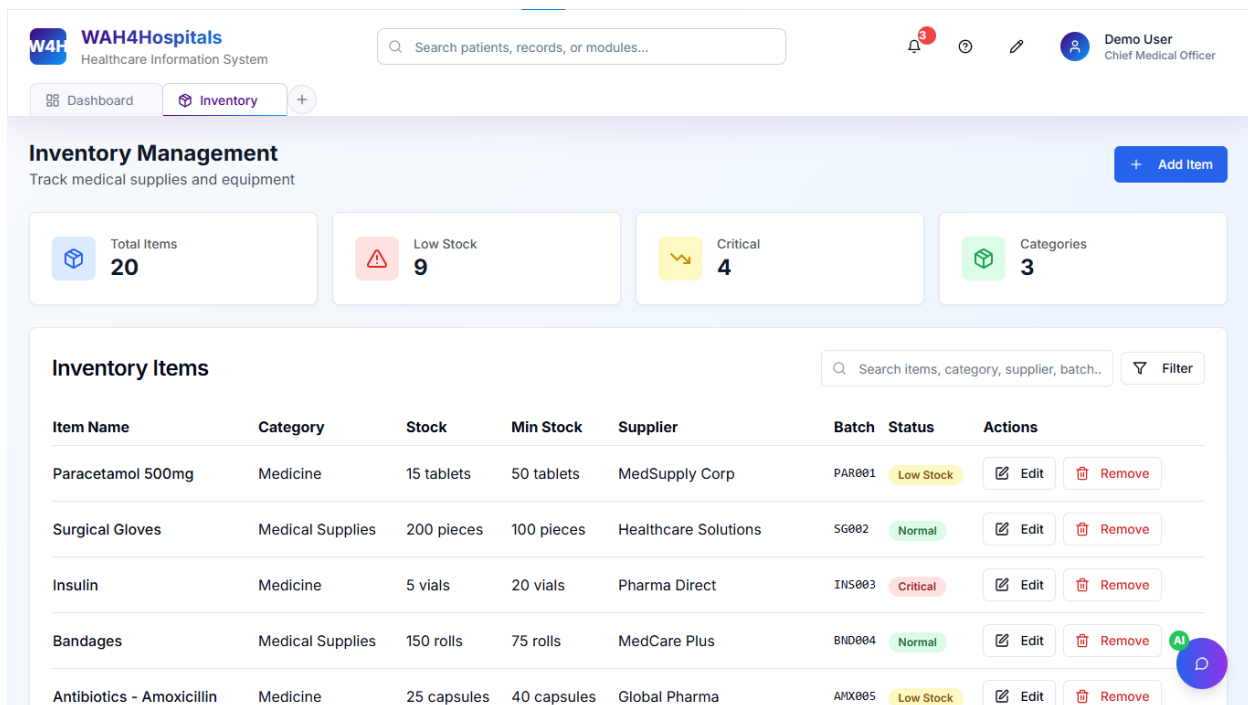 W4H
WAH4Hospitals
Healthcare Information System
Search patients, records, or modules...
3
Demo User
Chief Medical Officer
Dashboard
Inventory
Inventory Management
Track medical supplies and equipment
Add Item
Total Items
20
Low Stock
9
Critical
4
Categories
3
Inventory Items
Search items, category, supplier, batch..
Filter
Item Name Category Stock Min Stock Supplier Batch Status Actions
Paracetamol 500mg Medicine 15 tablets 50 tablets MedSupply Corp PAR001 Low Stock Edit Remove
Surgical Gloves Medical Supplies 200 pieces 100 pieces Healthcare Solutions SG002 Normal Edit Remove
Insulin Medicine 5 vials 20 vials Pharma Direct INS003 Critical Edit Remove
Bandages Medical Supplies 150 rolls 75 rolls MedCare Plus BND004 Normal Edit Remove
AI
Antibiotics - Amoxicillin Medicine 25 capsules 40 capsules Global Pharma AMX005 Low Stock Edit Remove